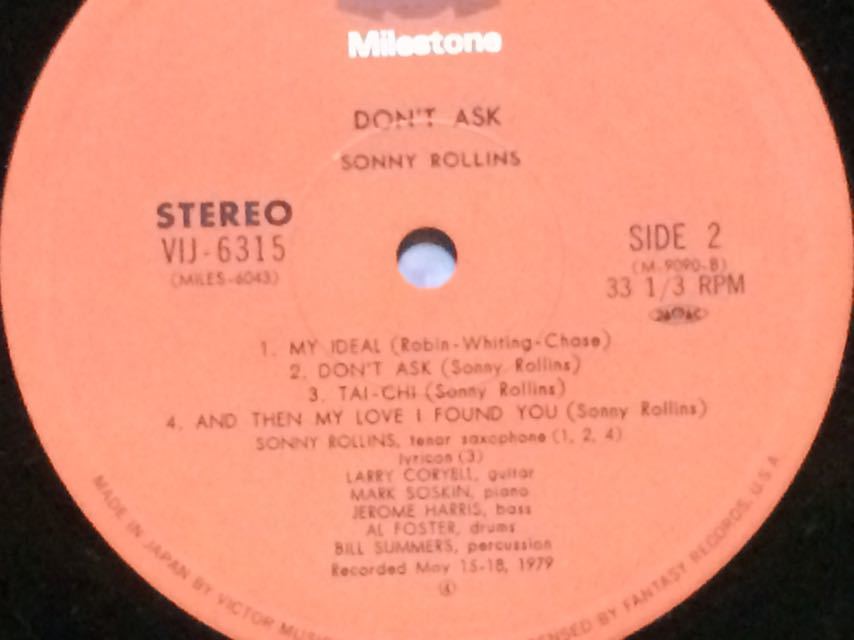 Milestone
DON'T ASK
SONNY ROLLINS
STEREO
VIJ-6315
(MILES-6043)
SIDE 2
(M-9090-B)
33 1/3 RPM
1. MY IDEAL (Robin-Whiting-Chase)
2. DON'T ASK (Sonny Rollins)
3. TAI-CHI (Sonny Rollins)
4. AND THEN MY LOVE I FOUND YOU (Sonny Rollins)
SONNY ROLLINS, tenor saxophone (1, 2, 4)
lyricon (3)
LARRY CORYELL, guitar
MARK SOSKIN, piano
JEROME HARRIS, bass
AL FOSTER, drums
BILL SUMMERS, percussion
Recorded May 15-18, 1979
MADE IN JAPAN BY VICTOR MUSI
ENSED BY FANTASY RECORDS, U.S.A